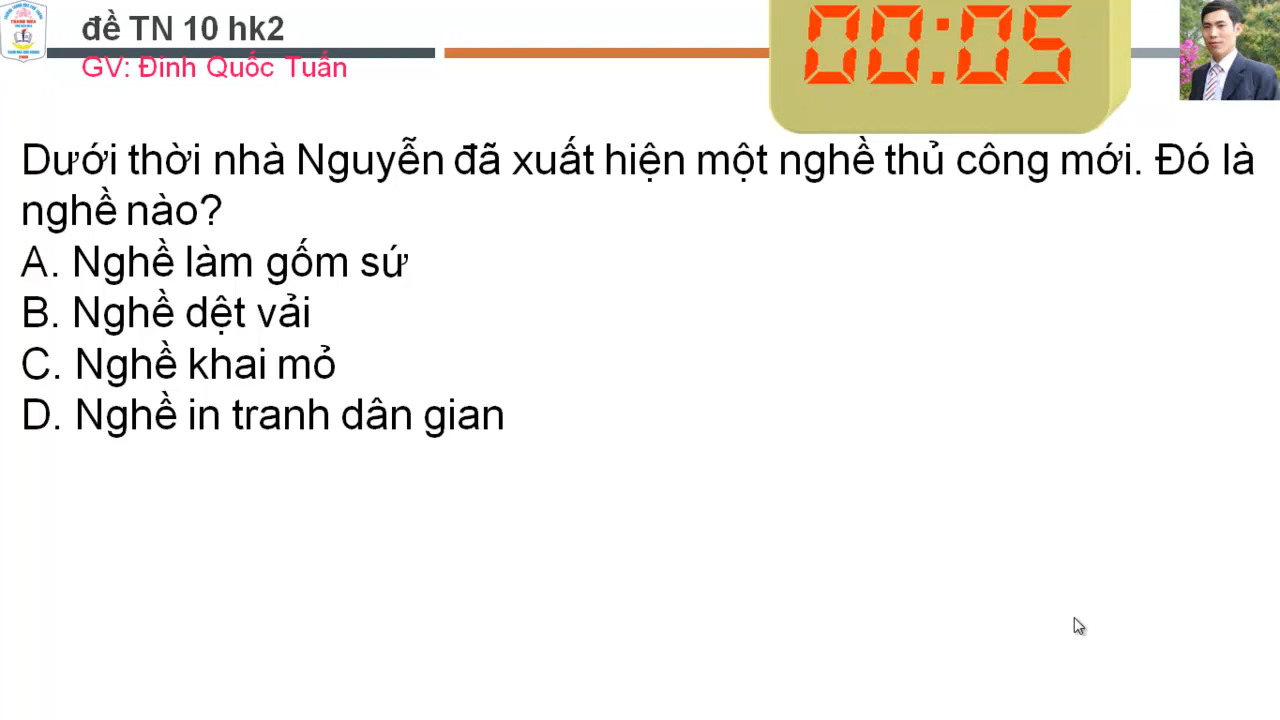 đề TN 10 hk2
GV: Đinh Quốc Tuấn
00:05
Dưới thời nhà Nguyễn đã xuất hiện một nghề thủ công mới. Đó là
nghề nào?
A. Nghề làm gốm sứ
B. Nghề dệt vải
C. Nghề khai mỏ
D. Nghề in tranh dân gian